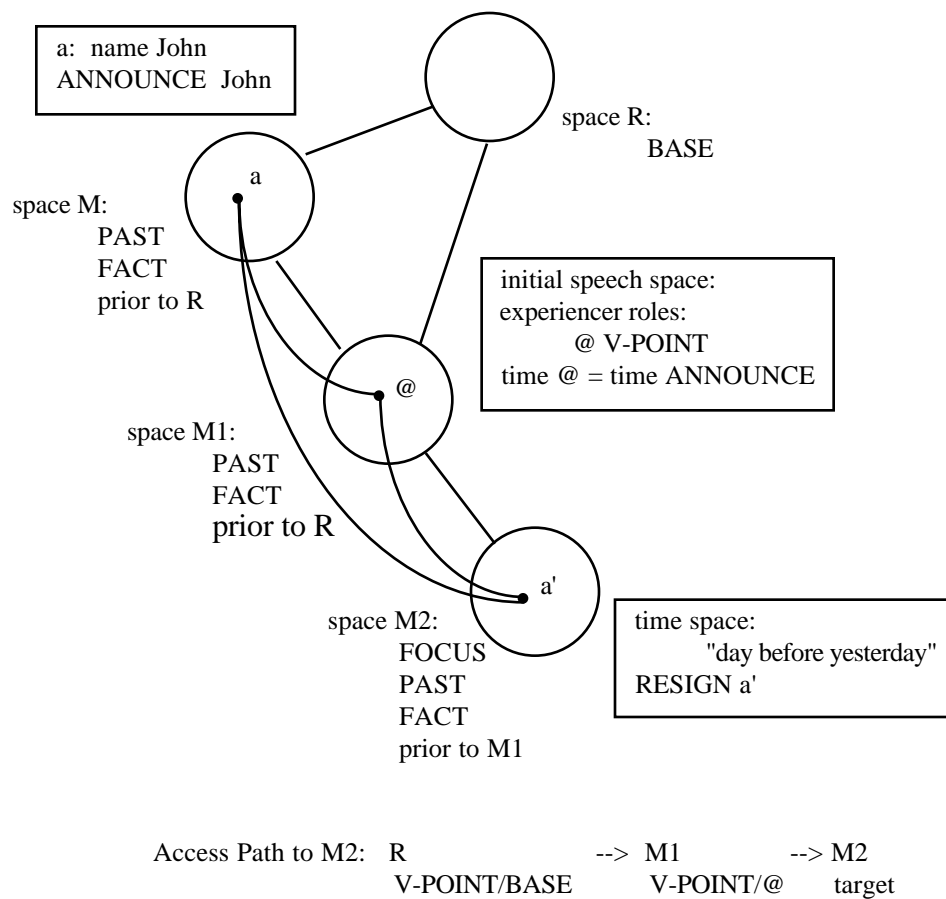 a: name John
ANNOUNCE John
space R:
BASE
a
space M:
PAST
FACT
prior to R
initial speech space:
experiencer roles:
@ V-POINT
time @ = time ANNOUNCE
@
space M1:
PAST
FACT
prior to R
a'
space M2:
FOCUS
PAST
FACT
prior to M1
time space:
"day before yesterday"
RESIGN a'
Access Path to M2: R --> M1 --> M2
V-POINT/BASE V-POINT/@ target